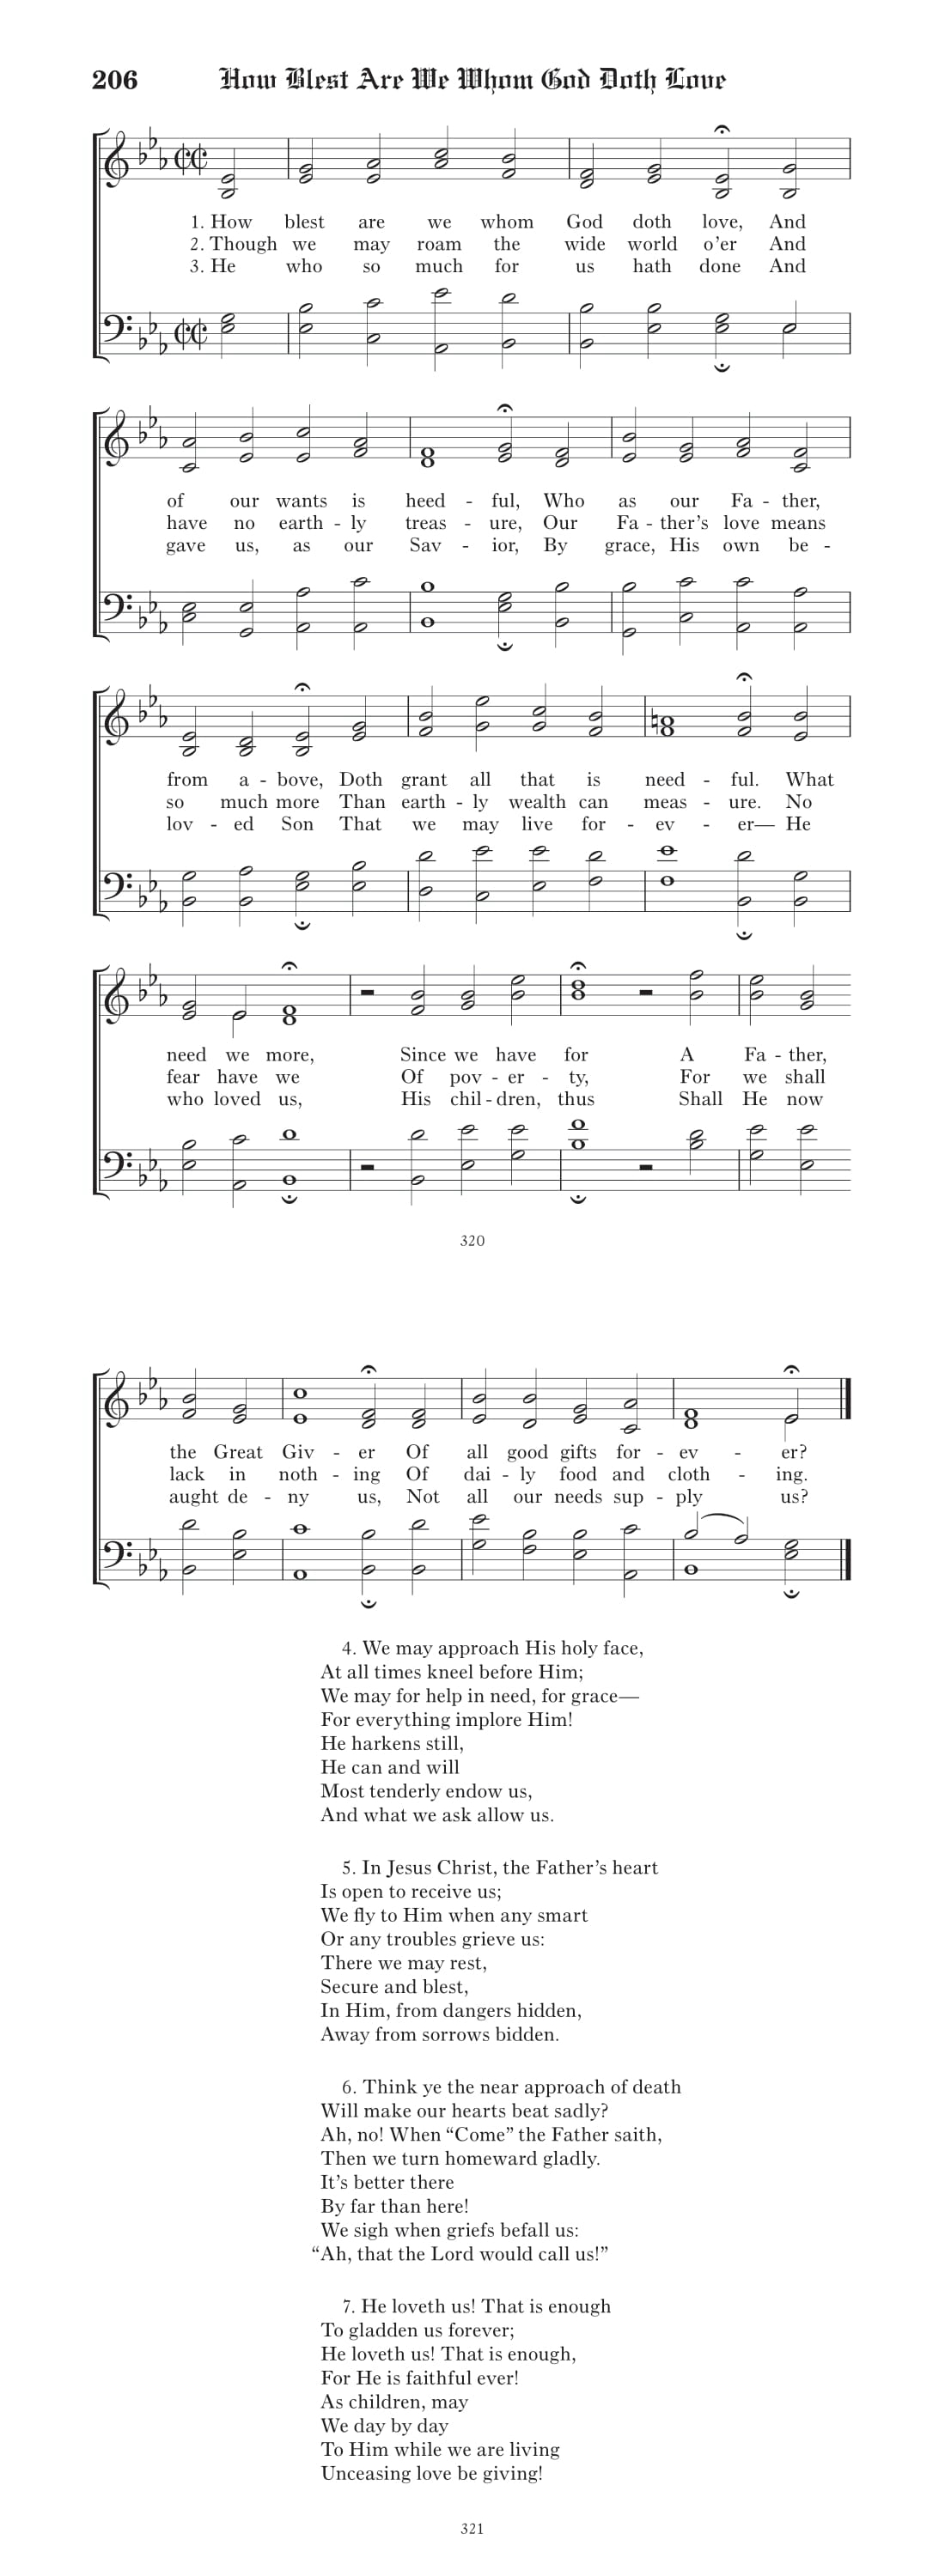 206 How Blest Are We Whom God Doth Love
1. How blest are we whom God doth love, And
2. Though we may roam the wide world o’er And
3. He who so much for us hath done And
of our wants is heed - ful, Who as our Fa - ther,
have no earth - ly treas - ure, Our Fa - ther’s love means
gave us, as our Sav - ior, By grace, His own be -
from a - bove, Doth grant all that is need - ful. What
so much more Than earth - ly wealth can meas - ure. No
lov - ed Son That we may live for - ev - er— He
need we more, Since we have for A Fa - ther,
fear have we Of pov - er - ty, For we shall
who loved us, His chil - dren, thus Shall He now
320
the Great Giv - er Of all good gifts for - ev - er?
lack in noth - ing Of dai - ly food and cloth - ing.
aught de - ny us, Not all our needs sup - ply us?
4. We may approach His holy face,
At all times kneel before Him;
We may for help in need, for grace—
For everything implore Him!
He harkens still,
He can and will
Most tenderly endow us,
And what we ask allow us.
5. In Jesus Christ, the Father’s heart
Is open to receive us;
We fly to Him when any smart
Or any troubles grieve us:
There we may rest,
Secure and blest,
In Him, from dangers hidden,
Away from sorrows bidden.
6. Think ye the near approach of death
Will make our hearts beat sadly?
Ah, no! When “Come” the Father saith,
Then we turn homeward gladly.
It’s better there
By far than here!
We sigh when griefs befall us:
“Ah, that the Lord would call us!”
7. He loveth us! That is enough
To gladden us forever;
He loveth us! That is enough,
For He is faithful ever!
As children, may
We day by day
To Him while we are living
Unceasing love be giving!
321